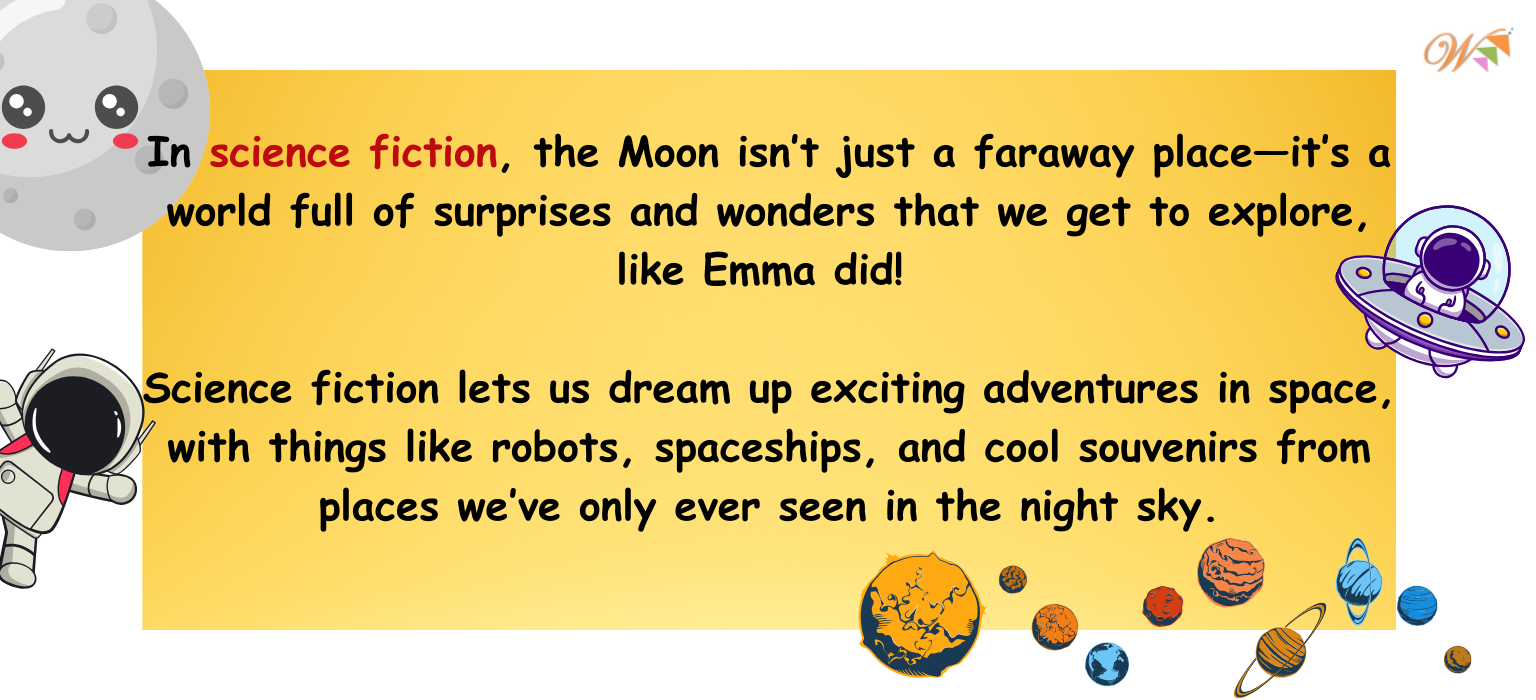 W
In science fiction, the Moon isn't just a faraway place—it's a
world full of surprises and wonders that we get to explore,
like Emma did!
Science fiction lets us dream up exciting adventures in space,
with things like robots, spaceships, and cool souvenirs from
places we've only ever seen in the night sky.